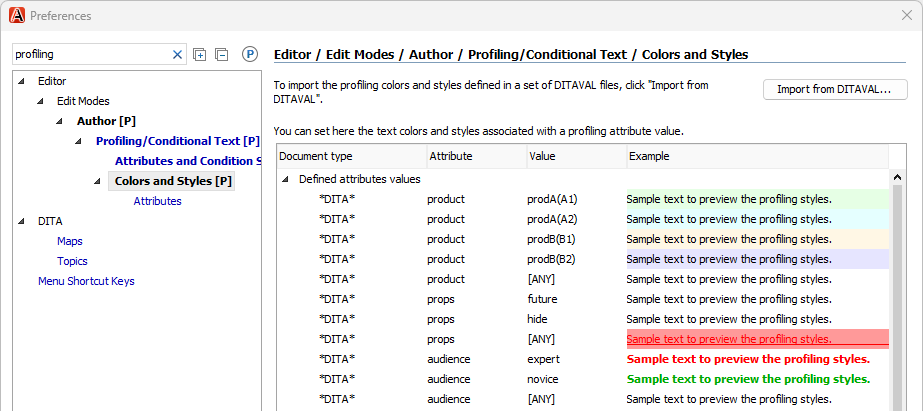 Preferences
profiling
P
Editor / Edit Modes / Author / Profiling/Conditional Text / Colors and Styles
Editor
Edit Modes
Author [P]
Profiling/Conditional Text [P]
Attributes and Condition S
Colors and Styles [P]
Attributes
DITA
Maps
Topics
Menu Shortcut Keys
To import the profiling colors and styles defined in a set of DITAVAL files, click "Import from
DITAVAL".
Import from DITAVAL...
You can set here the text colors and styles associated with a profiling attribute value.
Document type Attribute Value Example
Defined attributes values
*DITA* product prodA(A1) Sample text to preview the profiling styles.
*DITA* product prodA(A2) Sample text to preview the profiling styles.
*DITA* product prodB(B1) Sample text to preview the profiling styles.
*DITA* product prodB(B2) Sample text to preview the profiling styles.
*DITA* product [ANY] Sample text to preview the profiling styles.
*DITA* props future Sample text to preview the profiling styles.
*DITA* props hide Sample text to preview the profiling styles.
*DITA* props [ANY] Sample text to preview the profiling styles.
*DITA* audience expert Sample text to preview the profiling styles.
*DITA* audience novice Sample text to preview the profiling styles.
*DITA* audience [ANY] Sample text to preview the profiling styles.